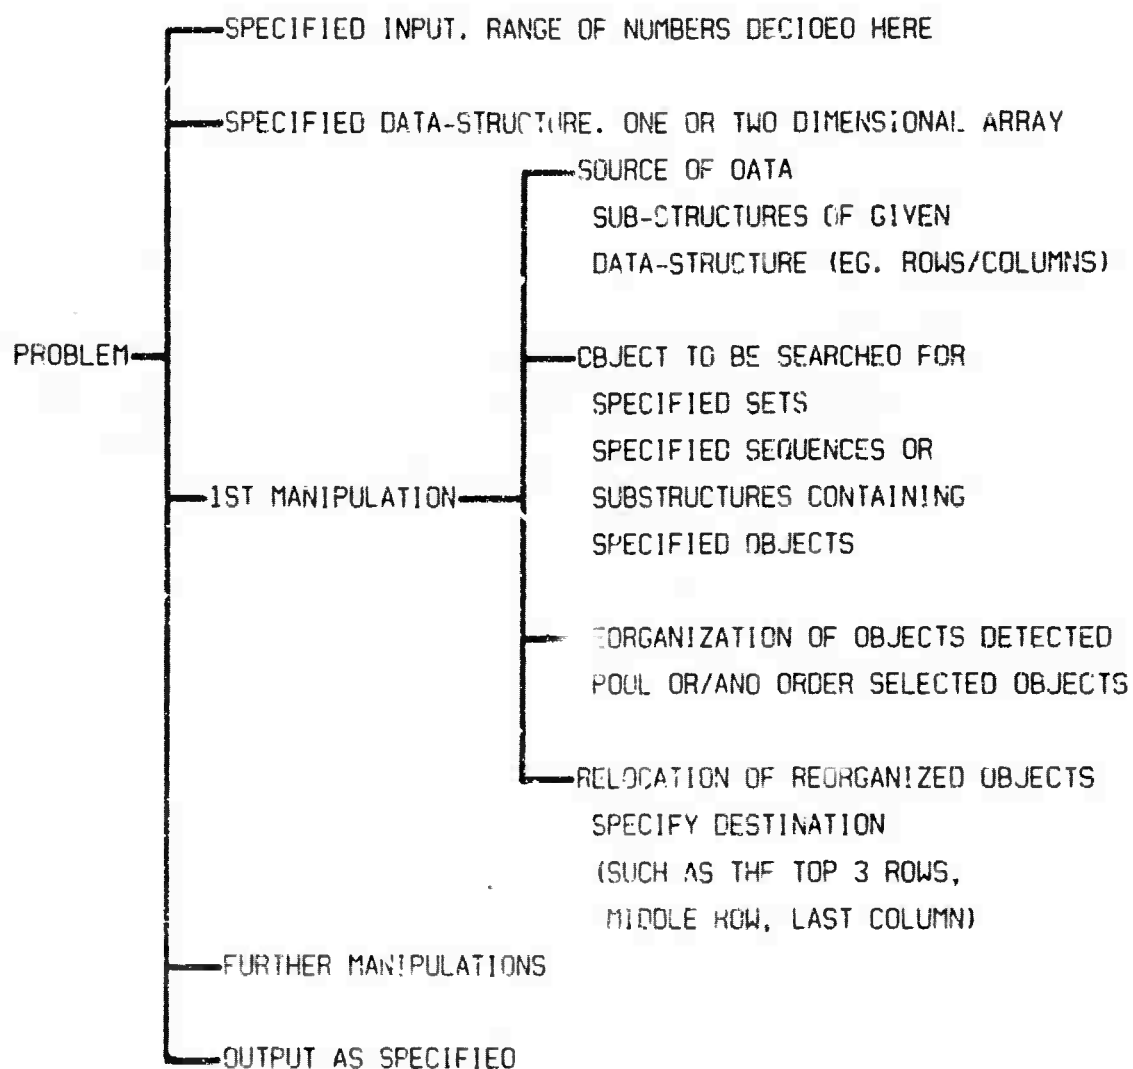 SPECIFIED INPUT. RANGE OF NUMBERS DECIDED HERE
SPECIFIED DATA-STRUCTURE. ONE OR TWO DIMENSIONAL ARRAY
SOURCE OF DATA
SUB-STRUCTURES OF GIVEN
DATA-STRUCTURE (EG. ROWS/COLUMNS)
PROBLEM
OBJECT TO BE SEARCHED FOR
SPECIFIED SETS
SPECIFIED SEQUENCES OR
1ST MANIPULATION
SUBSTRUCTURES CONTAINING
SPECIFIED OBJECTS
EORGANIZATION OF OBJECTS DETECTED
POOL OR/AND ORDER SELECTED OBJECTS
RELOCATION OF REORGANIZED OBJECTS
SPECIFY DESTINATION
(SUCH AS THE TOP 3 ROWS,
MIDDLE ROW, LAST COLUMN)
FURTHER MANIPULATIONS
OUTPUT AS SPECIFIED